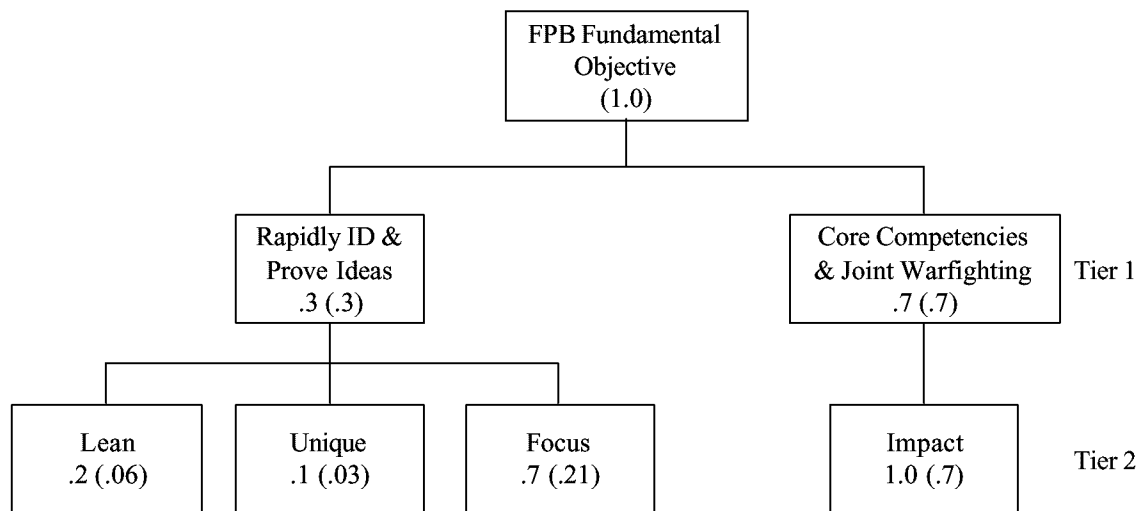 FPB Fundamental
Objective
(1.0)
Rapidly ID &
Prove Ideas
.3 (.3)
Core Competencies
& Joint Warfighting
.7 (.7)
Tier 1
Lean
.2 (.06)
Unique
.1 (.03)
Focus
.7 (.21)
Impact
1.0 (.7)
Tier 2